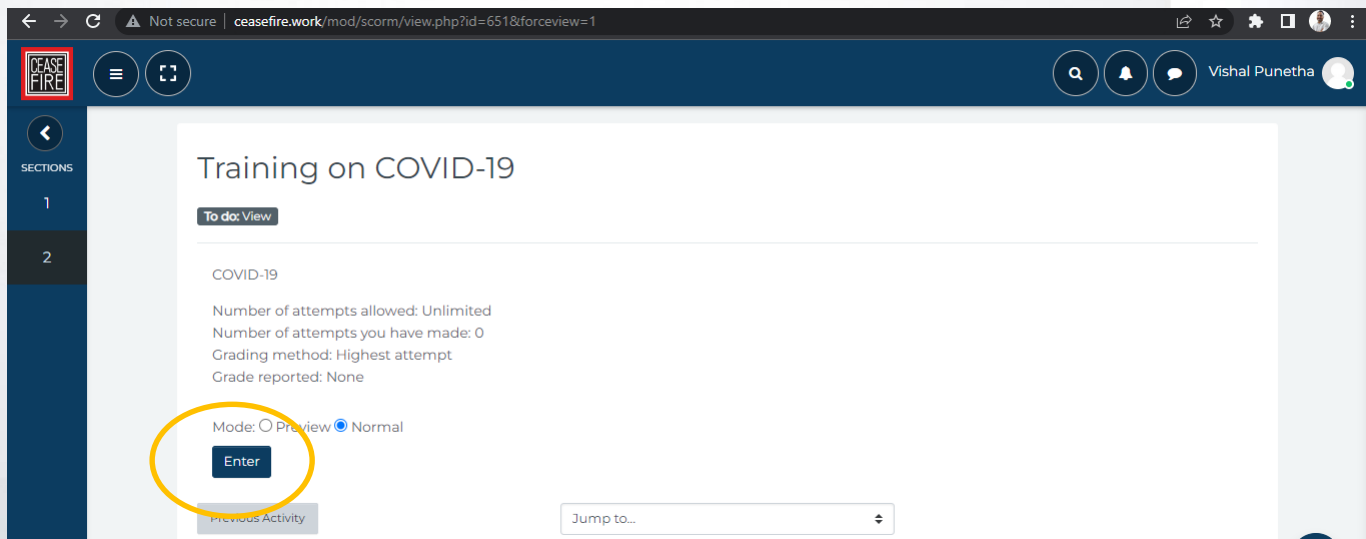 Not secure | ceasefire.work/mod/scorm/view.php?id=651&forceview=1
CEASE
FIRE
Vishal Punetha
SECTIONS
1
2
Training on COVID-19
To do: View
COVID-19
Number of attempts allowed: Unlimited
Number of attempts you have made: 0
Grading method: Highest attempt
Grade reported: None
Mode: Preview Normal
Enter
Previous Activity
Jump to...